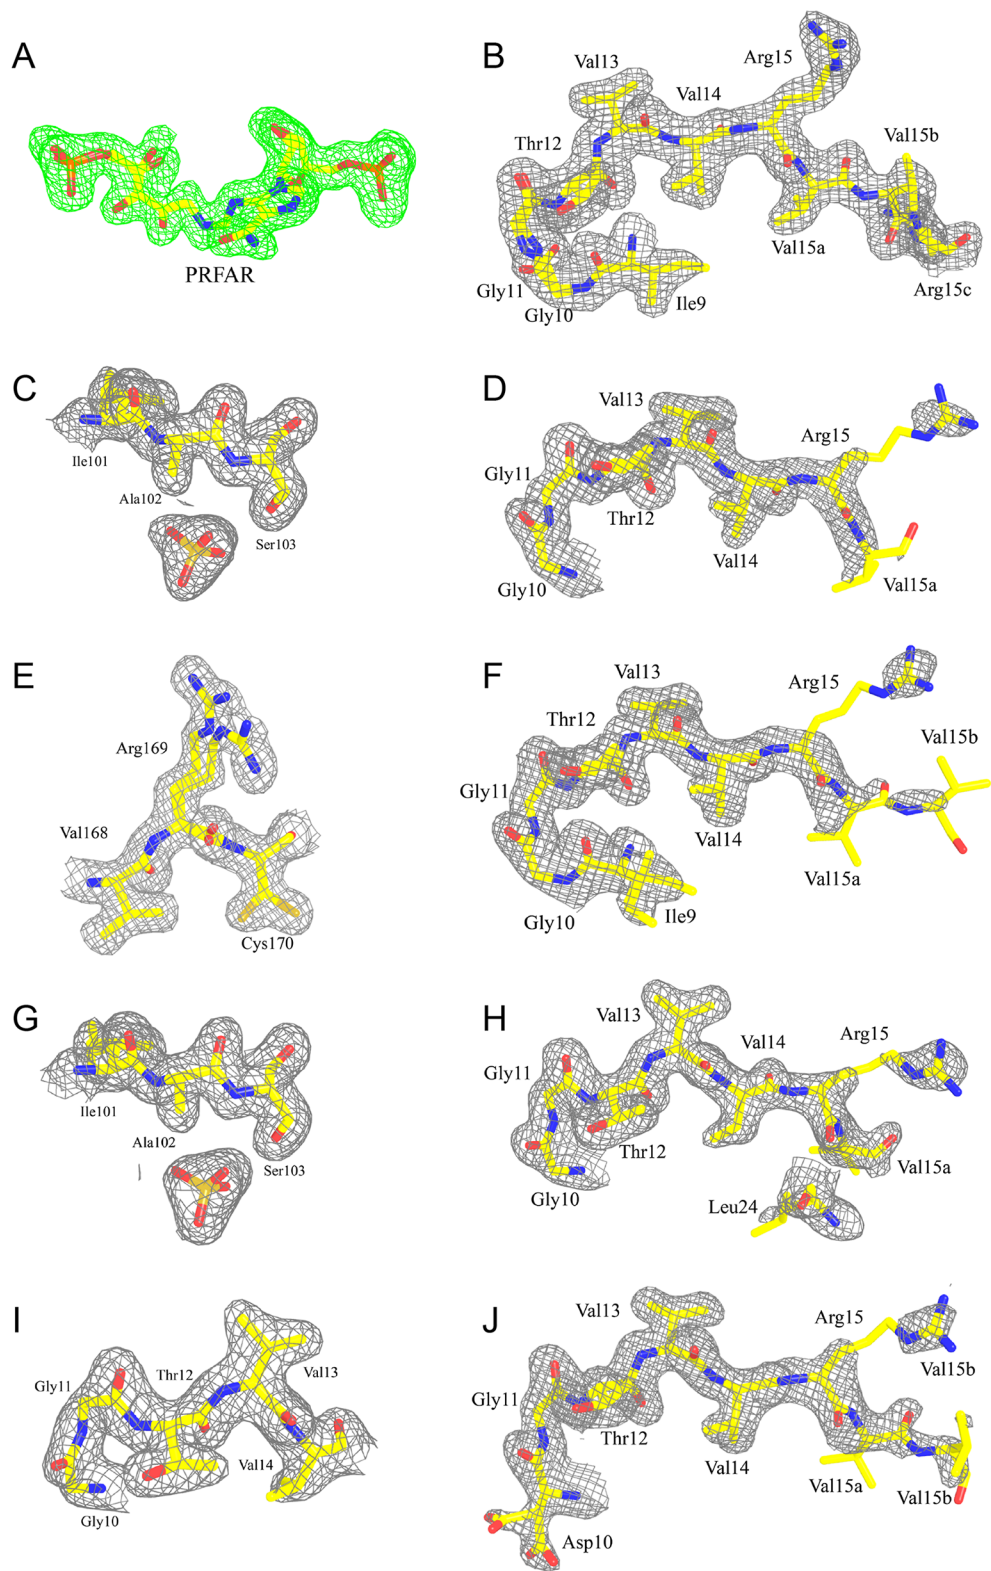 A
PRFAR
B
Val13
Arg15
Val14
Thr12
Val15b
Gly11
Gly10
Ile9
Val15a
Arg15c
C
Ile101
Ala102
Ser103
D
Val13
Arg15
Gly11
Thr12
Val14
Gly10
Val15a
E
Arg169
Val168
Cys170
F
Val13
Arg15
Thr12
Val15b
Gly11
Val14
Val15a
Gly10
Ile9
G
Ile101
Ala102
Ser103
H
Val13
Val14
Arg15
Gly11
Thr12
Val15a
Gly10
Leu24
I
Thr12
Val13
Gly11
Val14
Gly10
J
Val13
Arg15
Val15b
Gly11
Thr12
Val14
Val15a
Val15b
Asp10